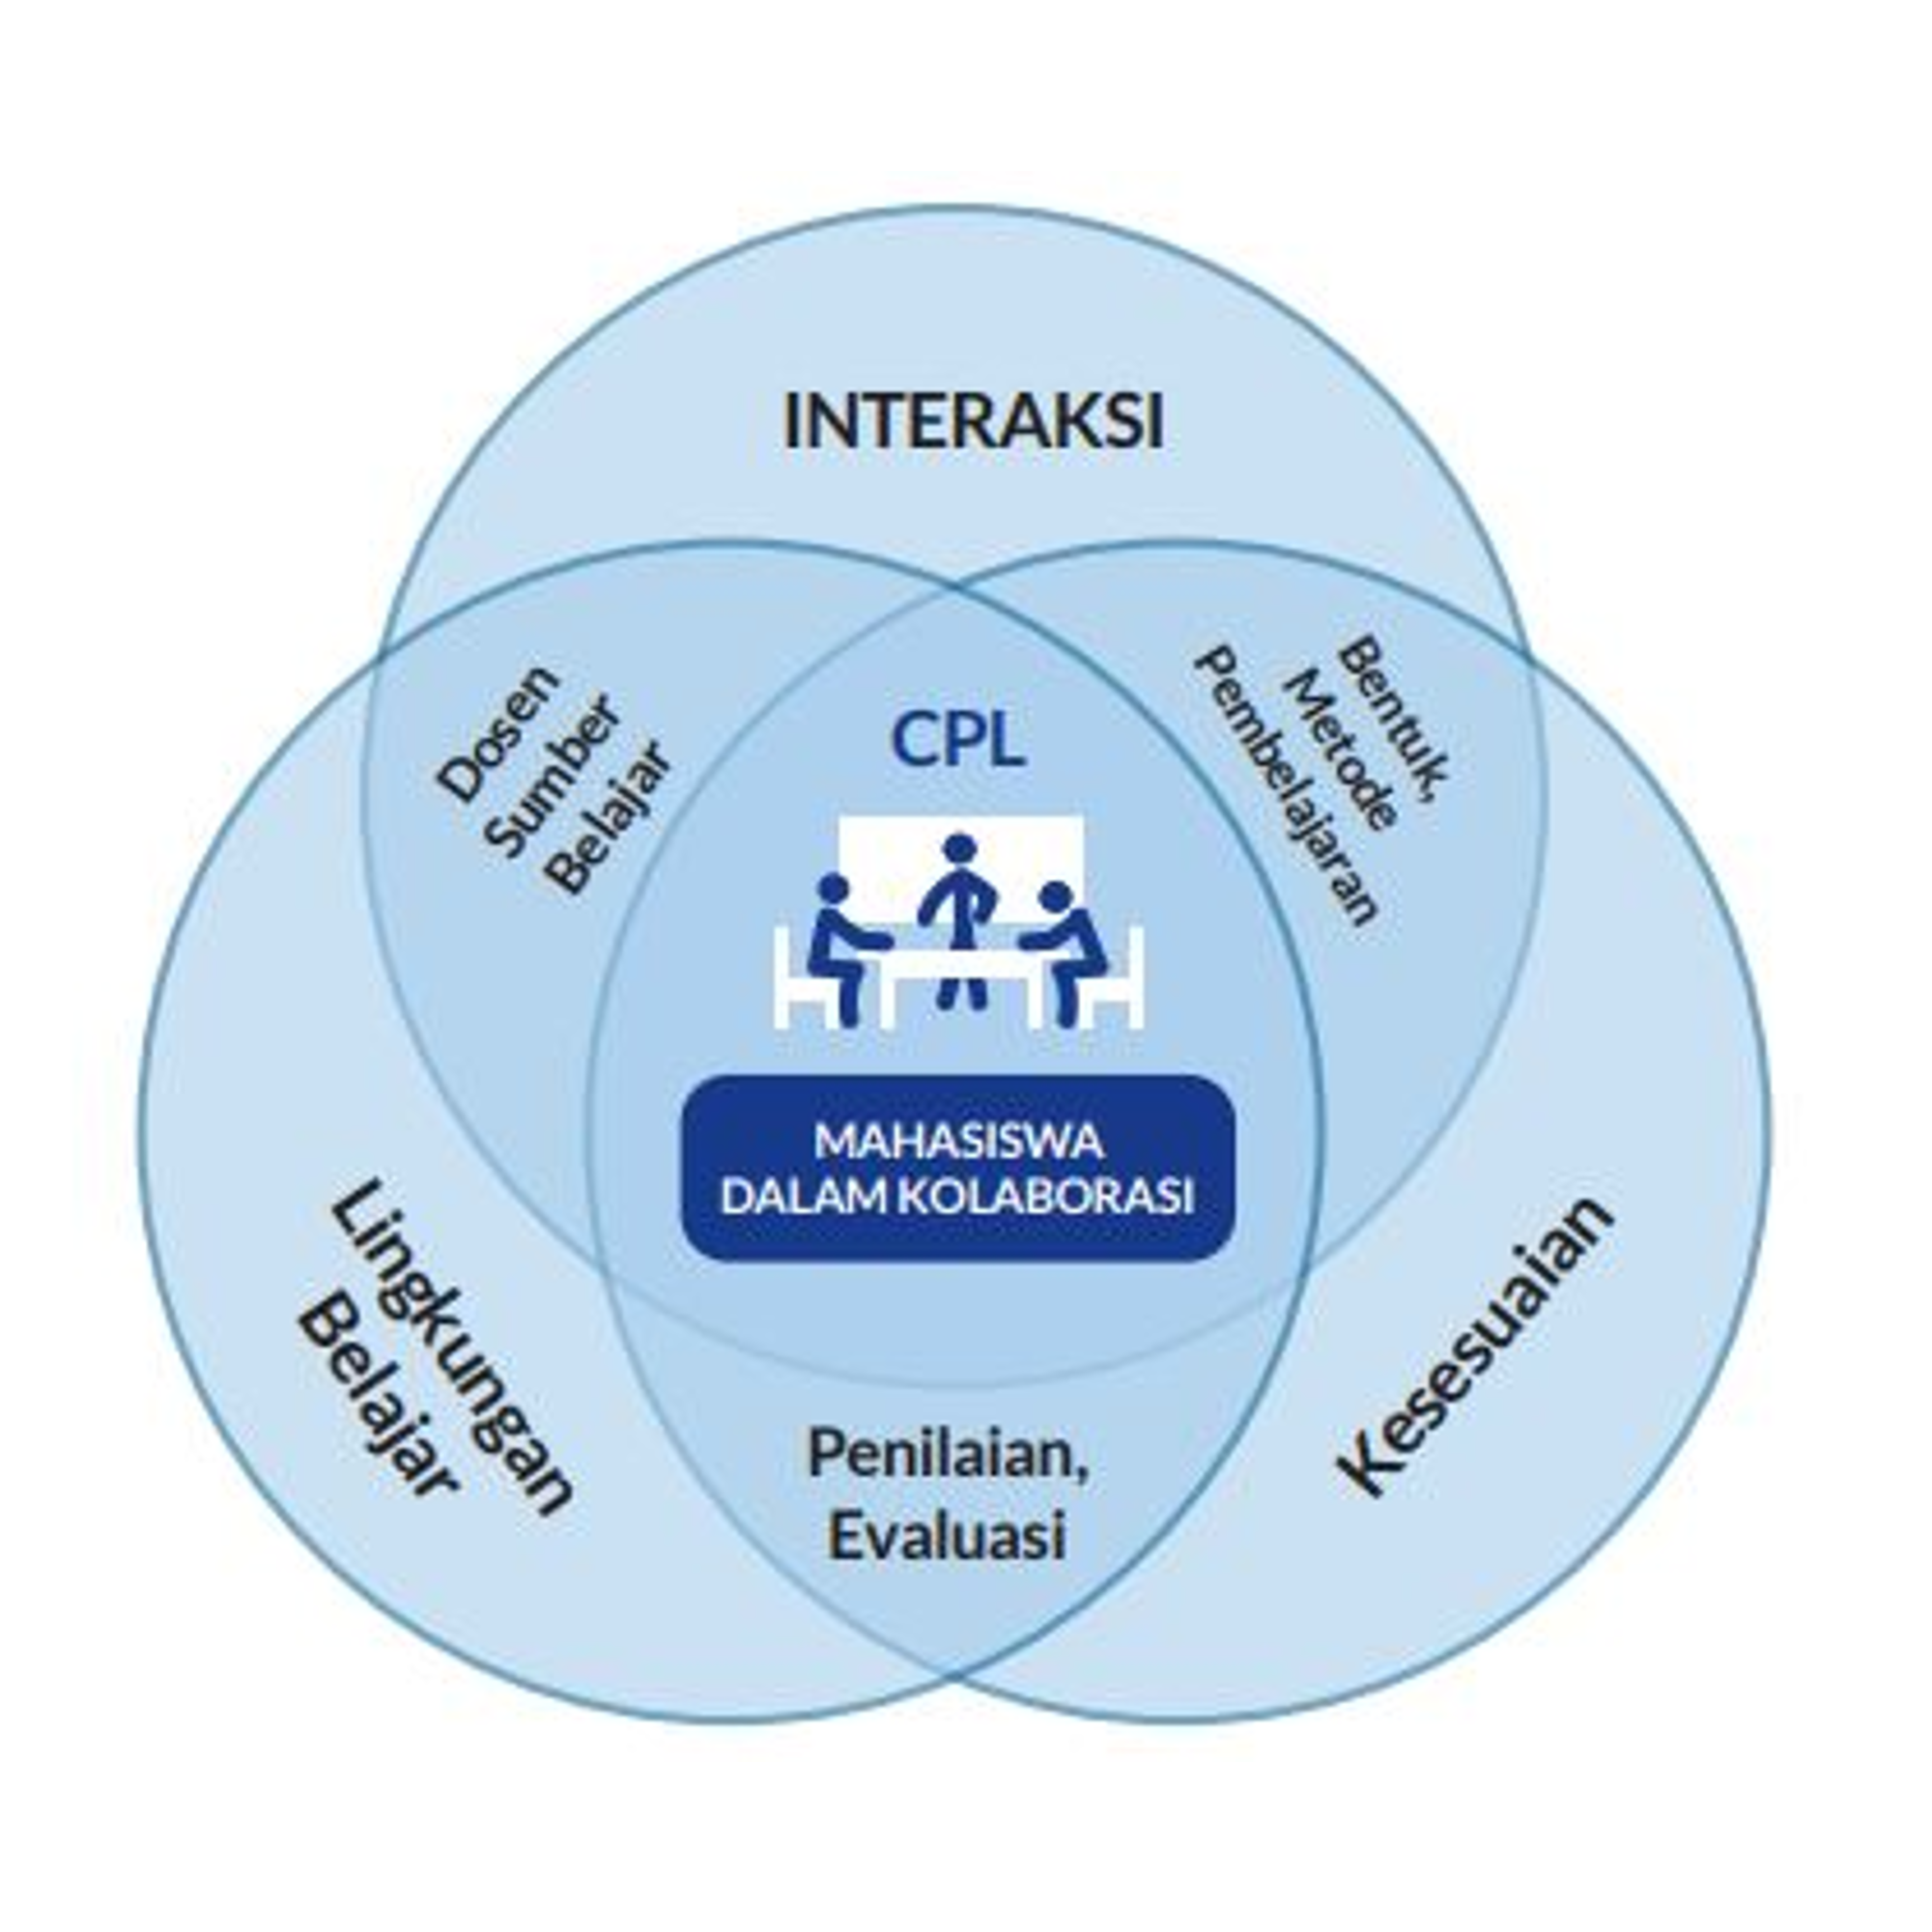 INTERAKSI
Dosen
Sumber
Belajar
CPL
Bentuk,
Metode
Pembelajaran
MAHASISWA
DALAM KOLABORASI
Lingkungan
Belajar
Kesesuaian
Penilaian,
Evaluasi